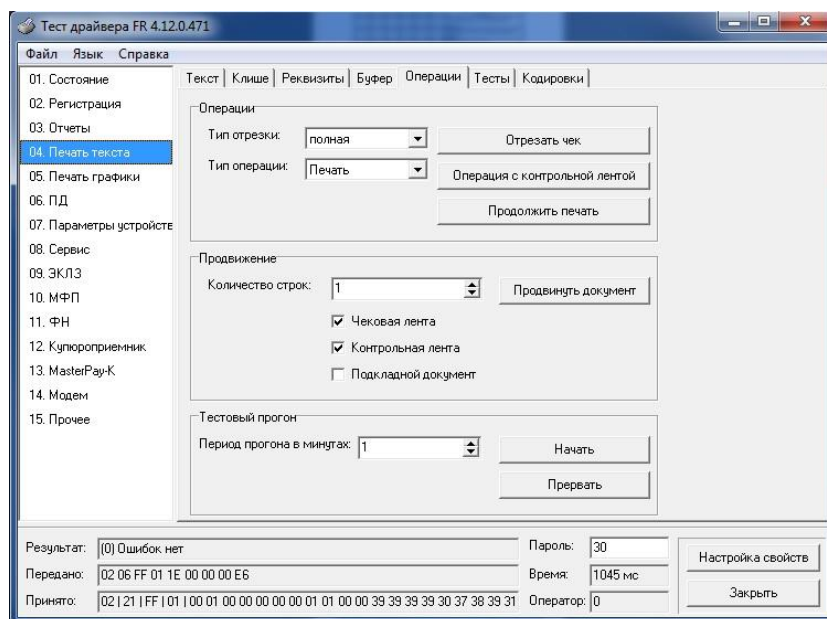 Тест драйвера FR 4.12.0.471
Файл Язык Справка
01. Состояние
02. Регистрация
03. Отчеты
04. Печать текста
05. Печать графики
06. ПД
07. Параметры устройств
08. Сервис
09. ЭКЛЗ
10. МФП
11. ФН
12. Купюроприемник
13. MasterPay-K
14. Модем
15. Прочее
Текст Клише Реквизиты Буфер Операции Тесты Кодировки
Операции
Тип отрезки: полная Отрезать чек
Тип операции: Печать Операция с контрольной лентой
Продолжить печать
Продвижение
Количество строк: 1 Продвинуть документ
Чековая лента
Контрольная лента
Подкладной документ
Тестовый прогон
Период прогона в минутах: 1 Начать
Прервать
Результат: (0) Ошибок нет Пароль: 30 Настройка свойств
Передано: 02 06 FF 01 1E 00 00 00 E6 Время: 1045 мс
Принято: 02 | 21 | FF | 01 | 00 01 00 00 00 00 00 00 01 01 00 00 39 39 39 39 30 37 38 39 31 Оператор: 0 Закрыть